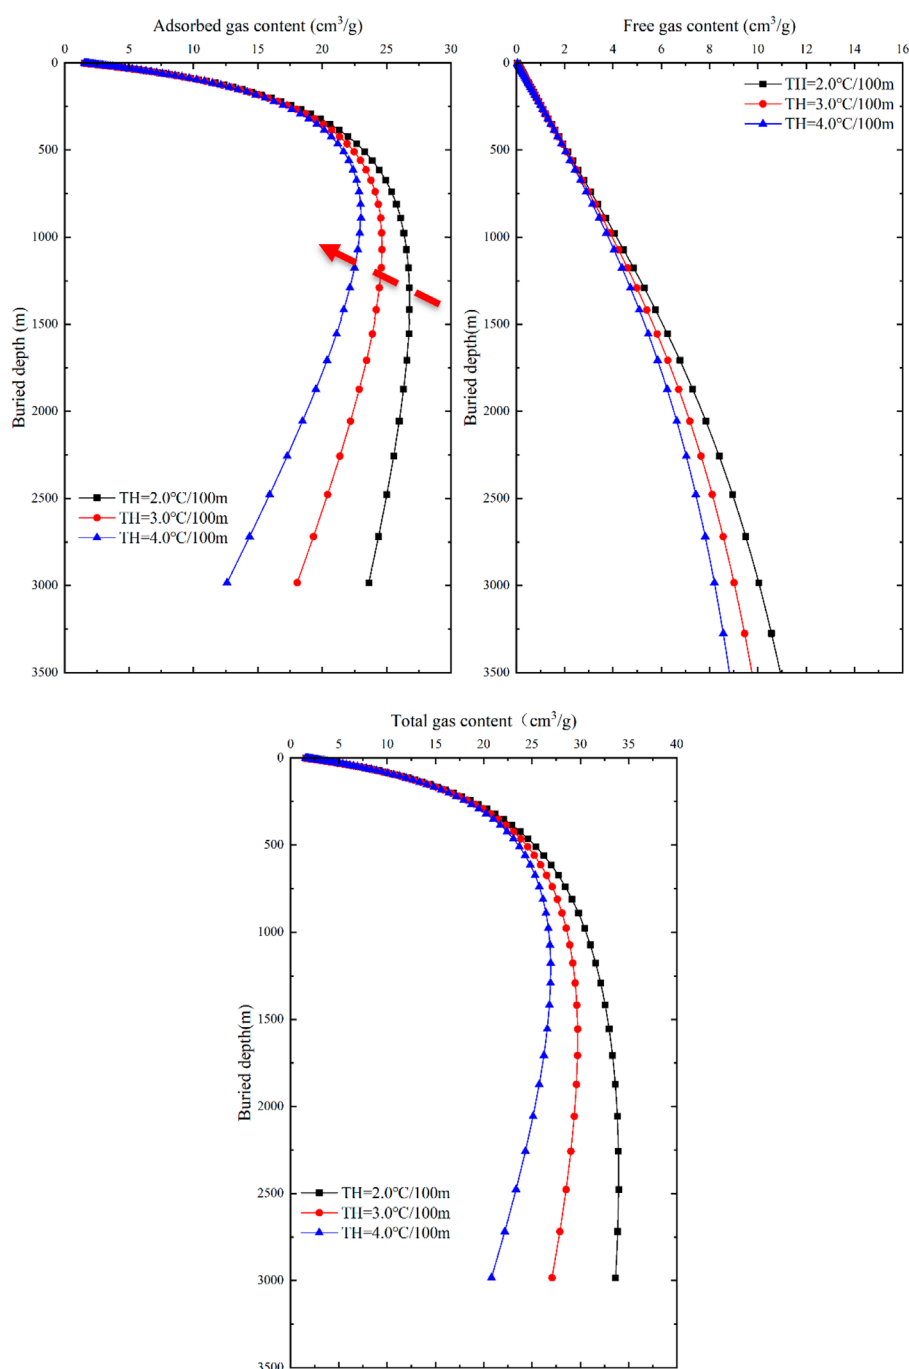 Adsorbed gas content (cm³/g)
0 5 10 15 20 25 30
0
500
1000
1500
2000
2500
3000
3500
Buried depth (m)
TH=2.0℃/100m
TH=3.0℃/100m
TH=4.0℃/100m
Free gas content (cm³/g)
0 2 4 6 8 10 12 14 16
0
500
1000
1500
2000
2500
3000
3500
Buried depth(m)
TH=2.0℃/100m
TH=3.0℃/100m
TH=4.0℃/100m
Total gas content（cm³/g)
0 5 10 15 20 25 30 35 40
0
500
1000
1500
2000
2500
3000
3500
Buried depth(m)
TH=2.0℃/100m
TH=3.0℃/100m
TH=4.0℃/100m